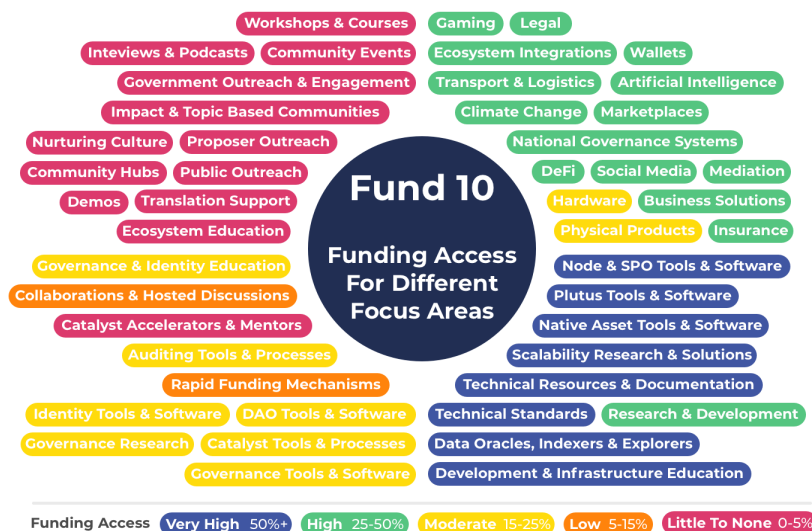 Workshops & Courses Gaming Legal
Inteviews & Podcasts Community Events Ecosystem Integrations Wallets
Government Outreach & Engagement Transport & Logistics Artificial Intelligence
Impact & Topic Based Communities Climate Change Marketplaces
Nurturing Culture Proposer Outreach National Governance Systems
Community Hubs Public Outreach DeFi Social Media Mediation
Demos Translation Support Hardware Business Solutions
Ecosystem Education Physical Products Insurance
Fund 10
Funding Access
For Different
Focus Areas
Governance & Identity Education Node & SPO Tools & Software
Collaborations & Hosted Discussions Plutus Tools & Software
Catalyst Accelerators & Mentors Native Asset Tools & Software
Auditing Tools & Processes Scalability Research & Solutions
Rapid Funding Mechanisms Technical Resources & Documentation
Identity Tools & Software DAO Tools & Software Technical Standards Research & Development
Governance Research Catalyst Tools & Processes Data Oracles, Indexers & Explorers
Governance Tools & Software Development & Infrastructure Education
Funding Access Very High 50%+ High 25-50% Moderate 15-25% Low 5-15% Little To None 0-5%